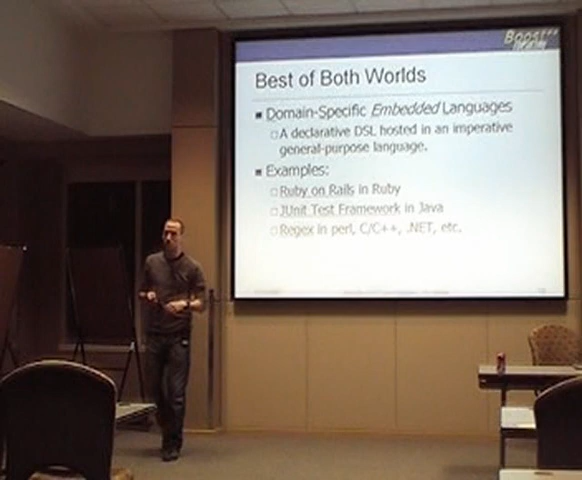 Boost
Best of Both Worlds
■ Domain-Specific Embedded Languages
□ A declarative DSL hosted in an imperative
general-purpose language.
■ Examples:
□ Ruby on Rails in Ruby
□ JUnit Test Framework in Java
□ Regex in perl, C/C++, .NET, etc.